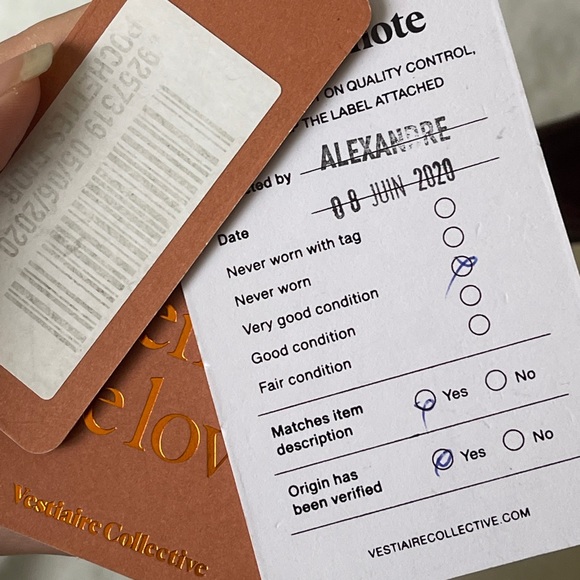 note
ON QUALITY CONTROL,
THE LABEL ATTACHED
ted by ALEXANDRE
Date 08 JUIN 2020
Never worn with tag
Never worn
Very good condition
Good condition
Fair condition
Matches item
description
Yes
No
Origin has
been verified
Yes
No
VESTIAIRECOLLECTIVE.COM
9257319
/06/2020
e lov
Vestiaire Collective